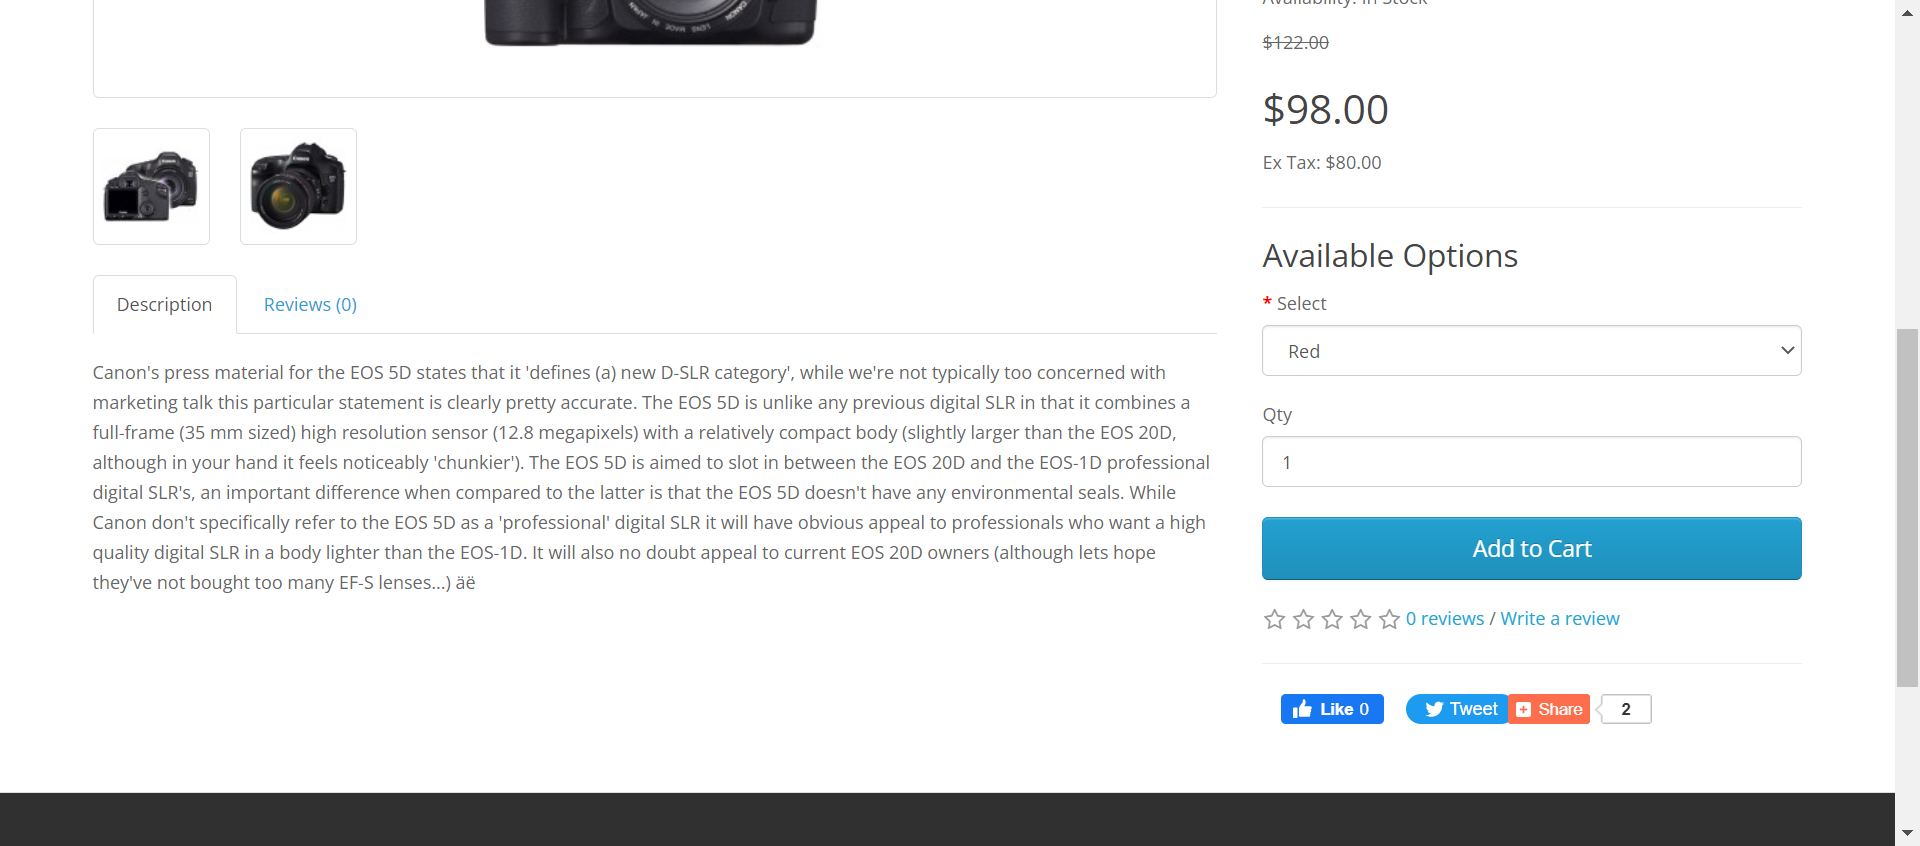 LENS MADE IN JAPAN CANON
Availability: In Stock
$122.00
$98.00
Ex Tax: $80.00
Available Options
* Select
Red
Qty
1
Add to Cart
0 reviews / Write a review
Like 0
Tweet
Share
2
Description
Reviews (0)
Canon's press material for the EOS 5D states that it 'defines (a) new D-SLR category', while we're not typically too concerned with
marketing talk this particular statement is clearly pretty accurate. The EOS 5D is unlike any previous digital SLR in that it combines a
full-frame (35 mm sized) high resolution sensor (12.8 megapixels) with a relatively compact body (slightly larger than the EOS 20D,
although in your hand it feels noticeably 'chunkier'). The EOS 5D is aimed to slot in between the EOS 20D and the EOS-1D professional
digital SLR's, an important difference when compared to the latter is that the EOS 5D doesn't have any environmental seals. While
Canon don't specifically refer to the EOS 5D as a 'professional' digital SLR it will have obvious appeal to professionals who want a high
quality digital SLR in a body lighter than the EOS-1D. It will also no doubt appeal to current EOS 20D owners (although lets hope
they've not bought too many EF-S lenses...) äë